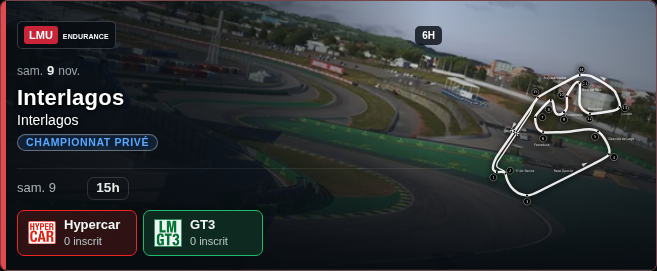 LMU ENDURANCE
6H
sam. 9 nov.
Interlagos
Interlagos
CHAMPIONNAT PRIVÉ
sam. 9 15h
HYPER CAR Hypercar
0 inscrit
LM GT3 GT3
0 inscrit